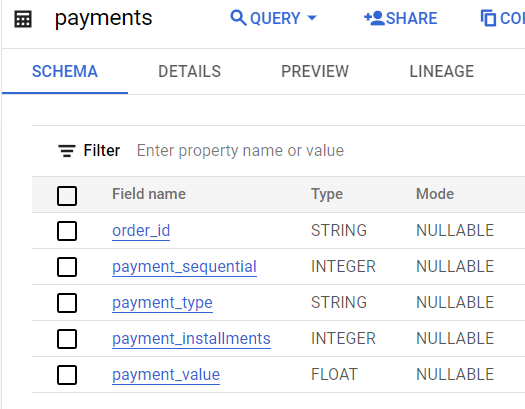 payments QUERY SHARE
SCHEMA DETAILS PREVIEW LINEAGE
Filter Enter property name or value
Field name Type Mode
order_id STRING NULLABLE
payment_sequential INTEGER NULLABLE
payment_type STRING NULLABLE
payment_installments INTEGER NULLABLE
payment_value FLOAT NULLABLE